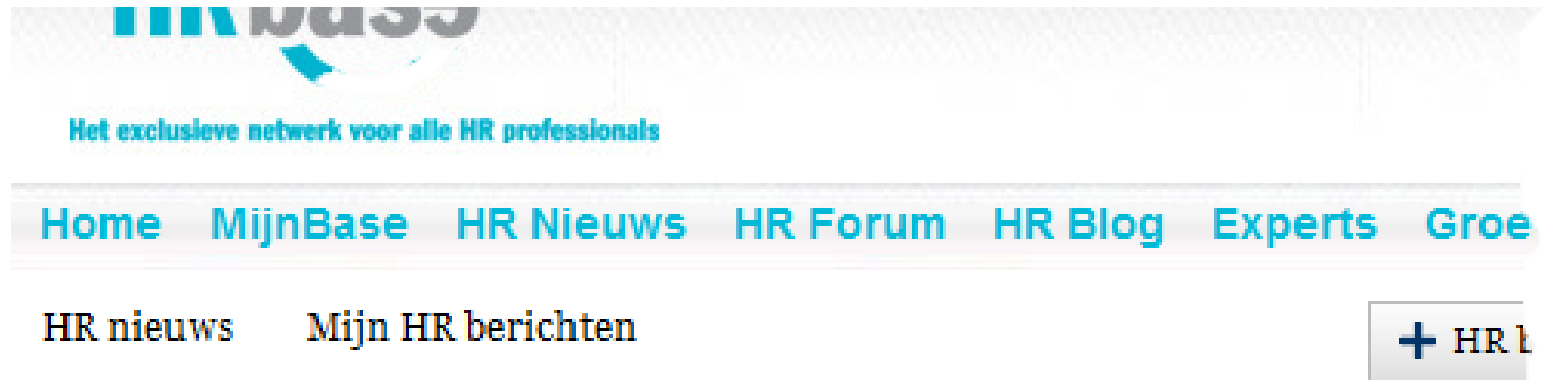 Het exclusieve netwerk voor alle HR professionals
Home MijnBase HR Nieuws HR Forum HR Blog Experts
HR nieuws Mijn HR berichten
+ HR